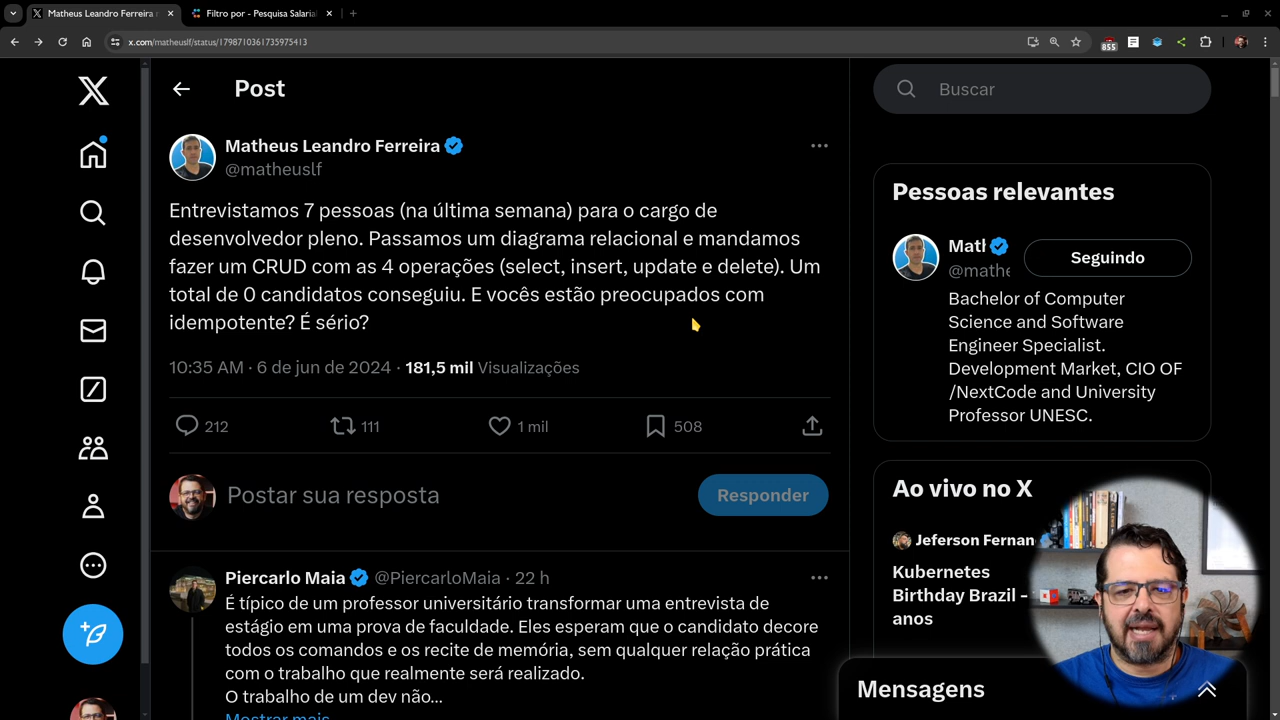 Matheus Leandro Ferreira
Filtro por - Pesquisa Salarial
x.com/matheuslf/status/1798710361735975413
855
Post
Buscar
Matheus Leandro Ferreira
@matheuslf
Entrevistamos 7 pessoas (na última semana) para o cargo de
desenvolvedor pleno. Passamos um diagrama relacional e mandamos
fazer um CRUD com as 4 operações (select, insert, update e delete). Um
total de 0 candidatos conseguiu. E vocês estão preocupados com
idempotente? É sério?
10:35 AM · 6 de jun de 2024 · 181,5 mil Visualizações
212
111
1 mil
508
Postar sua resposta
Responder
Piercarlo Maia @PiercarloMaia · 22 h
É típico de um professor universitário transformar uma entrevista de
estágio em uma prova de faculdade. Eles esperam que o candidato decore
todos os comandos e os recite de memória, sem qualquer relação prática
com o trabalho que realmente será realizado.
O trabalho de um dev não...
Mostrar mais
Pessoas relevantes
Math
@mathe
Seguindo
Bachelor of Computer
Science and Software
Engineer Specialist.
Development Market, CIO OF
/NextCode and University
Professor UNESC.
Ao vivo no X
Jeferson Fernan
Kubernetes
Birthday Brazil -
anos
Mensagens